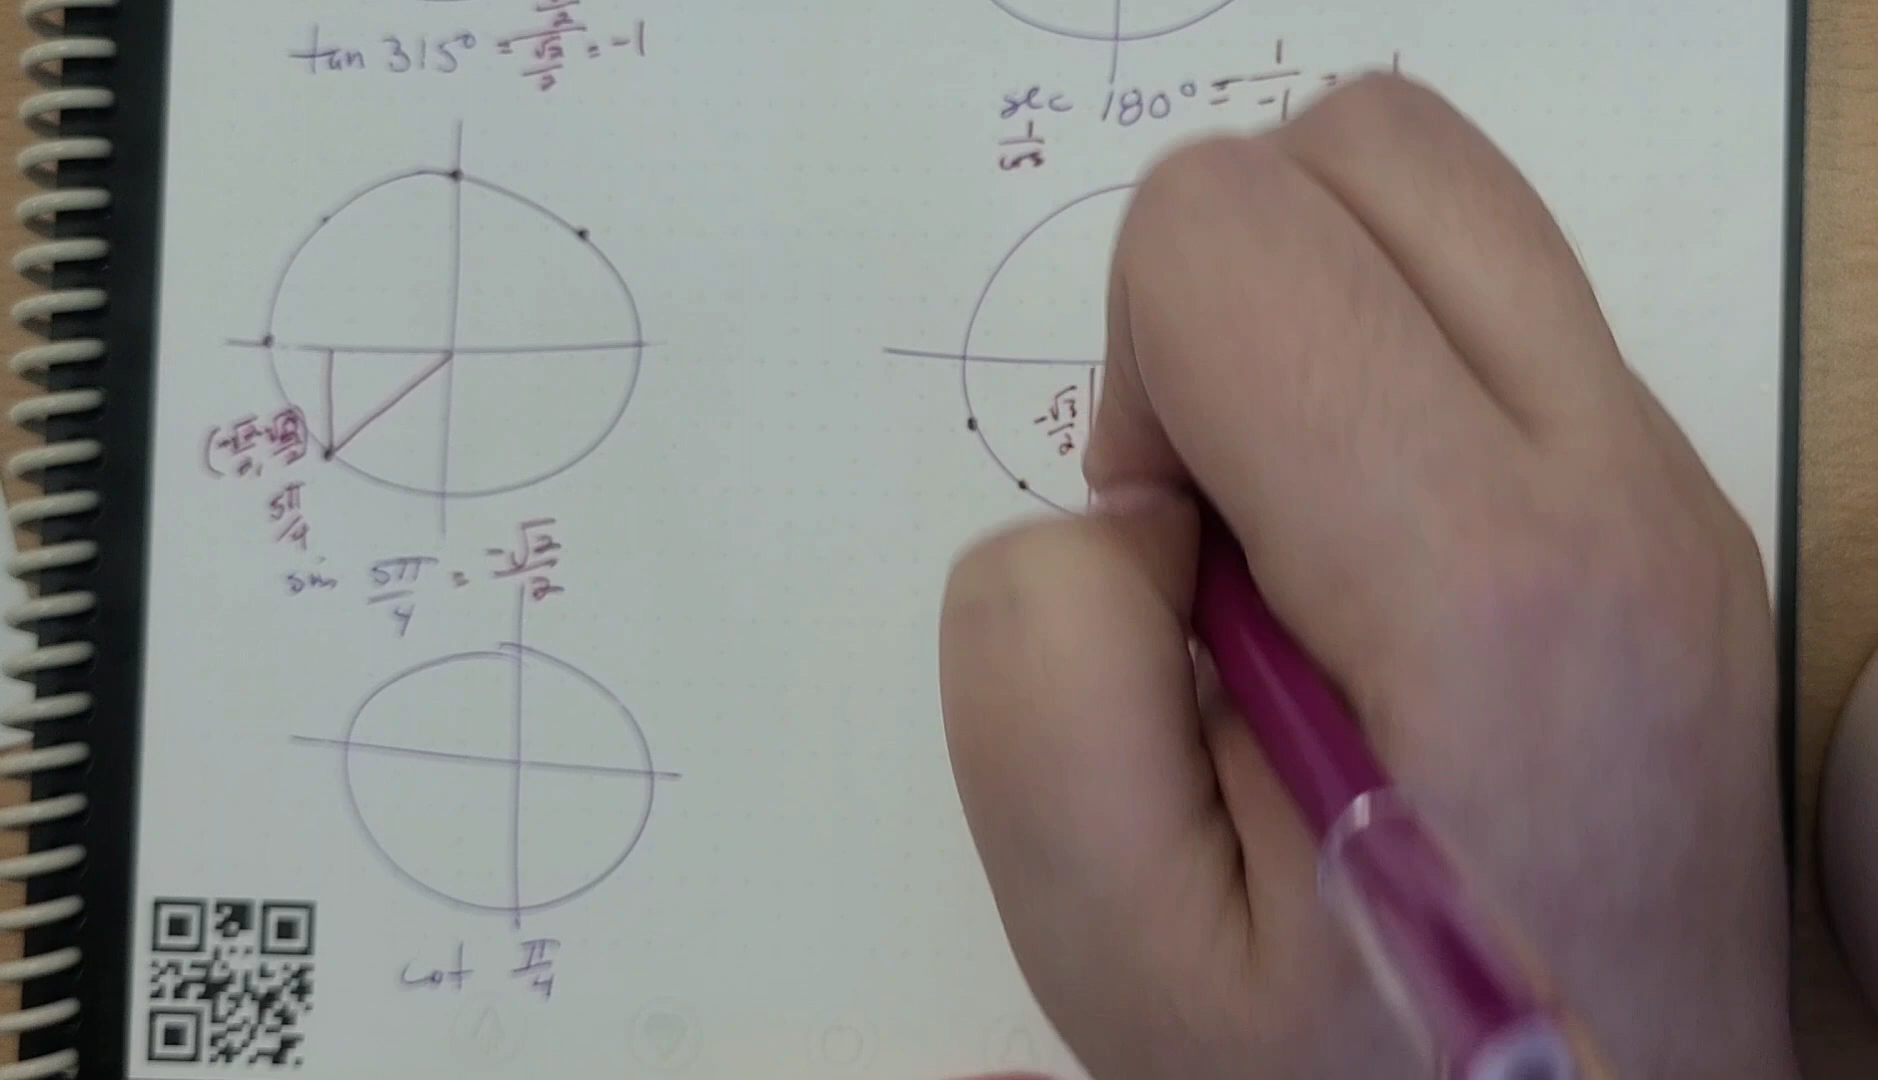 tan 315° = 2/(√2/2) = -1
sec 180° = 1/-1 =
1/cos
(-√2/2, -√2/2)
-√3/2
5π/4
sin 5π/4 = -√2/2
cot π/4